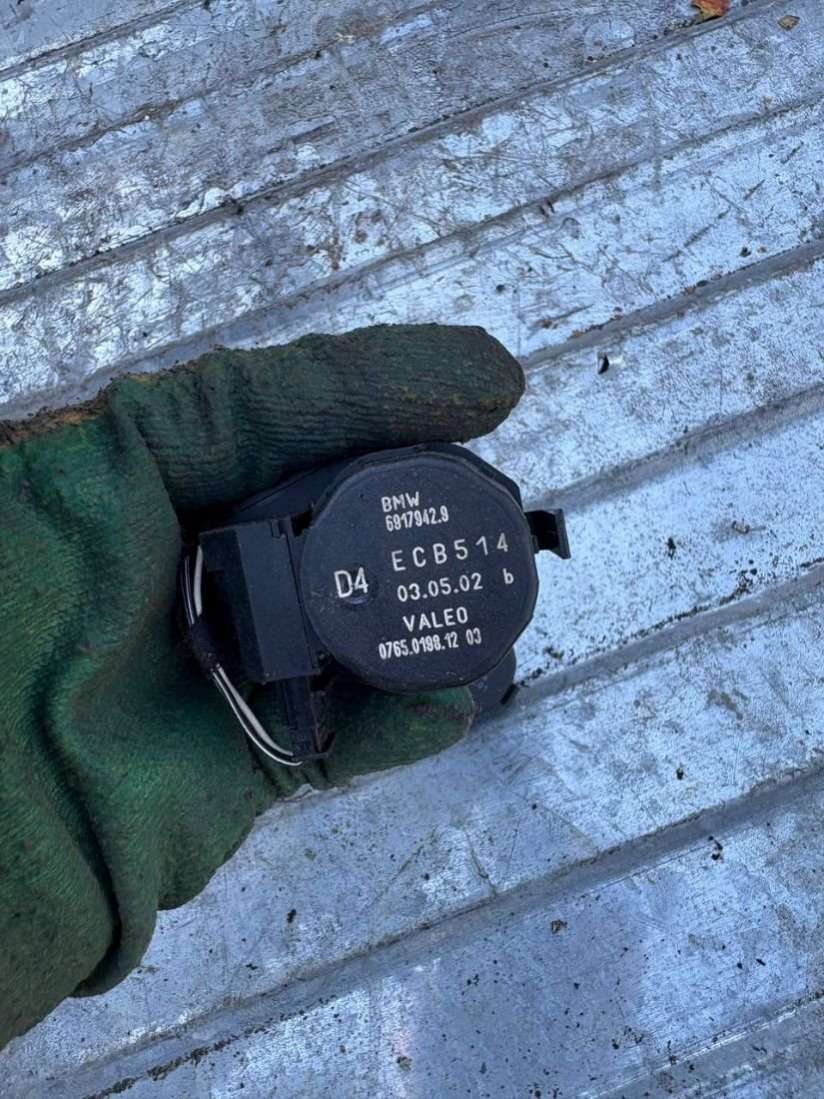 BMW
6917942.9
D4
ECB514
03.05.02 b
VALEO
0765.0198.12 03